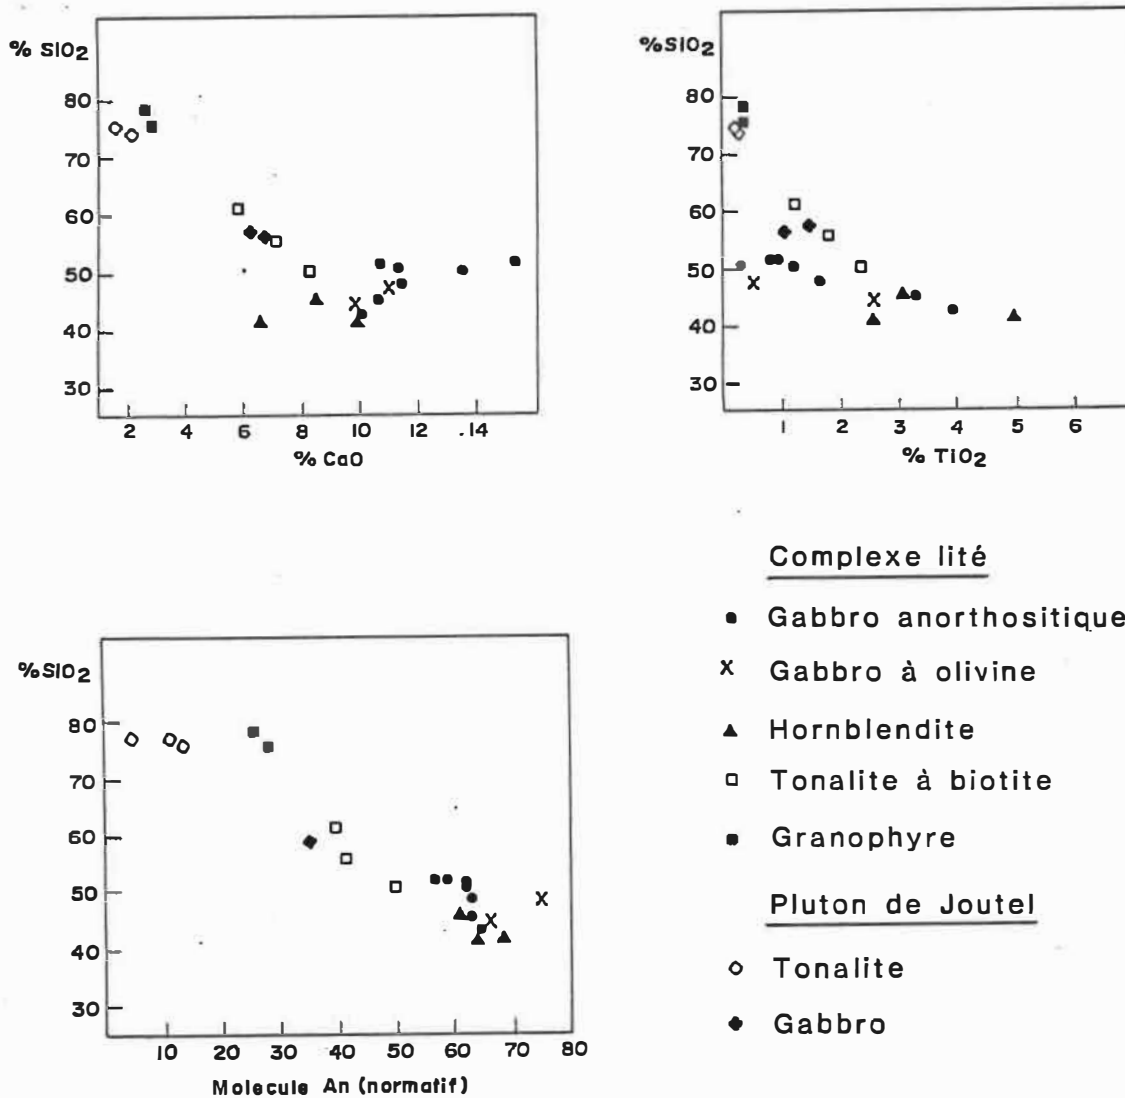 % SIO2
80
70
60
50
40
30
2 4 6 8 10 12 .14
% CaO
%SIO2
80
70
60
50
40
30
1 2 3 4 5 6
% TIO2
%SIO2
80
70
60
50
40
30
10 20 30 40 50 60 70 80
Molecule An (normatif)
Complexe lité
Gabbro anorthositique
Gabbro à olivine
Hornblendite
Tonalite à biotite
Granophyre
Pluton de Joutel
Tonalite
Gabbro